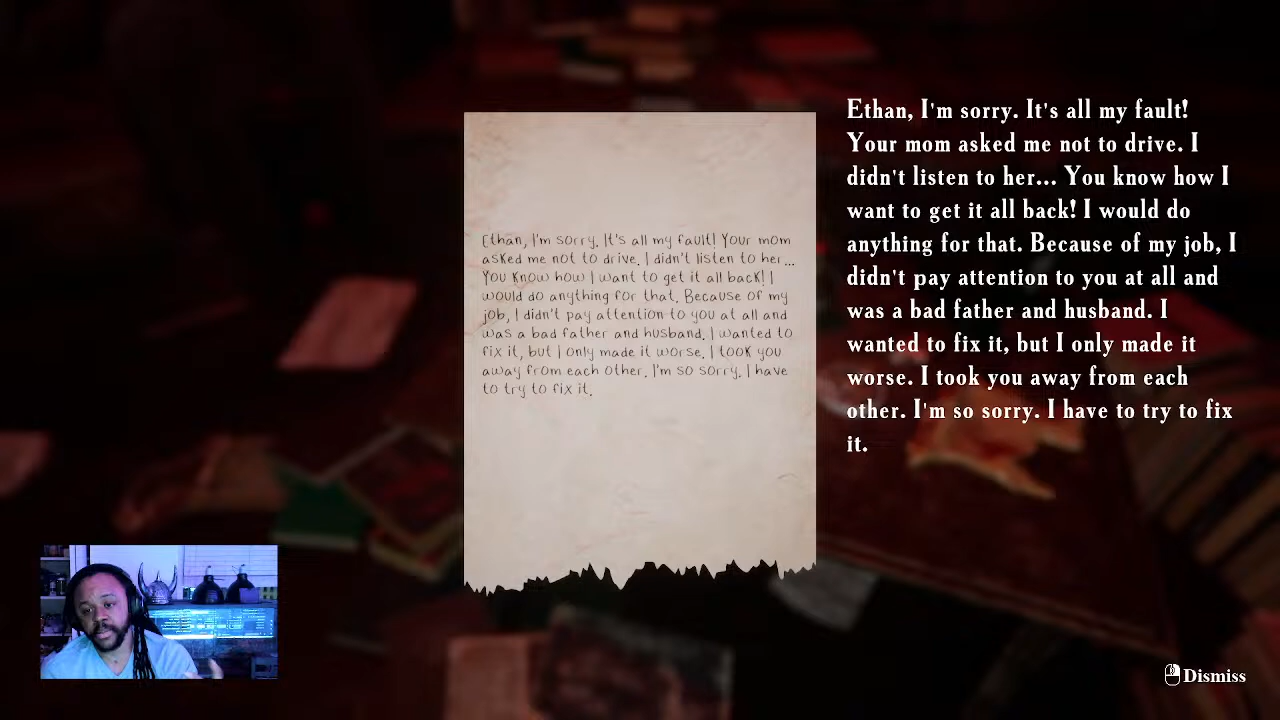 Ethan, I'm sorry. It's all my fault! Your mom
asked me not to drive. I didn't listen to her...
You know how I want to get it all back! I
would do anything for that. Because of my
job, I didn't pay attention to you at all and
was a bad father and husband. I wanted to
fix it, but I only made it worse. I took you
away from each other. I'm so sorry. I have
to try to fix it.
Ethan, I'm sorry. It's all my fault!
Your mom asked me not to drive. I
didn't listen to her... You know how I
want to get it all back! I would do
anything for that. Because of my job, I
didn't pay attention to you at all and
was a bad father and husband. I
wanted to fix it, but I only made it
worse. I took you away from each
other. I'm so sorry. I have to try to fix
it.
Dismiss